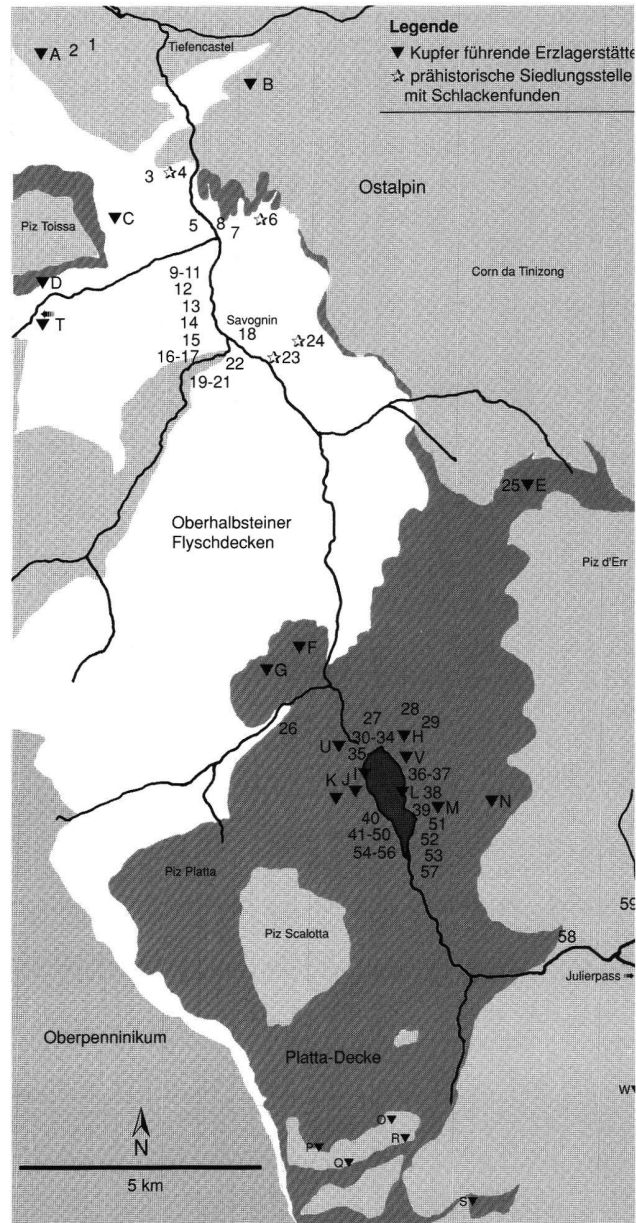 Legende
▼ Kupfer führende Erzlagerstätte
☆ prähistorische Siedlungsstelle
mit Schlackenfunden
Tiefencastel
A 2 1
B
3 4
Ostalpin
Piz Toissa
C
5 8 7 6
D
9-11
Corn da Tinizong
12
T
13
14
Savognin
18
15
24
16-17
22
23
19-21
25 E
Oberhalbsteiner
Flyschdecken
Piz d'Err
F
G
28
27
29
26
30-34 H
U
35
V
I
36-37
K J
L 38
39 M
N
40
51
41-50
52
54-56
53
57
Piz Platta
59
Piz Scalotta
58
Julierpass
Oberpenninikum
Platta-Decke
W
O
N
P
R
Q
5 km
S